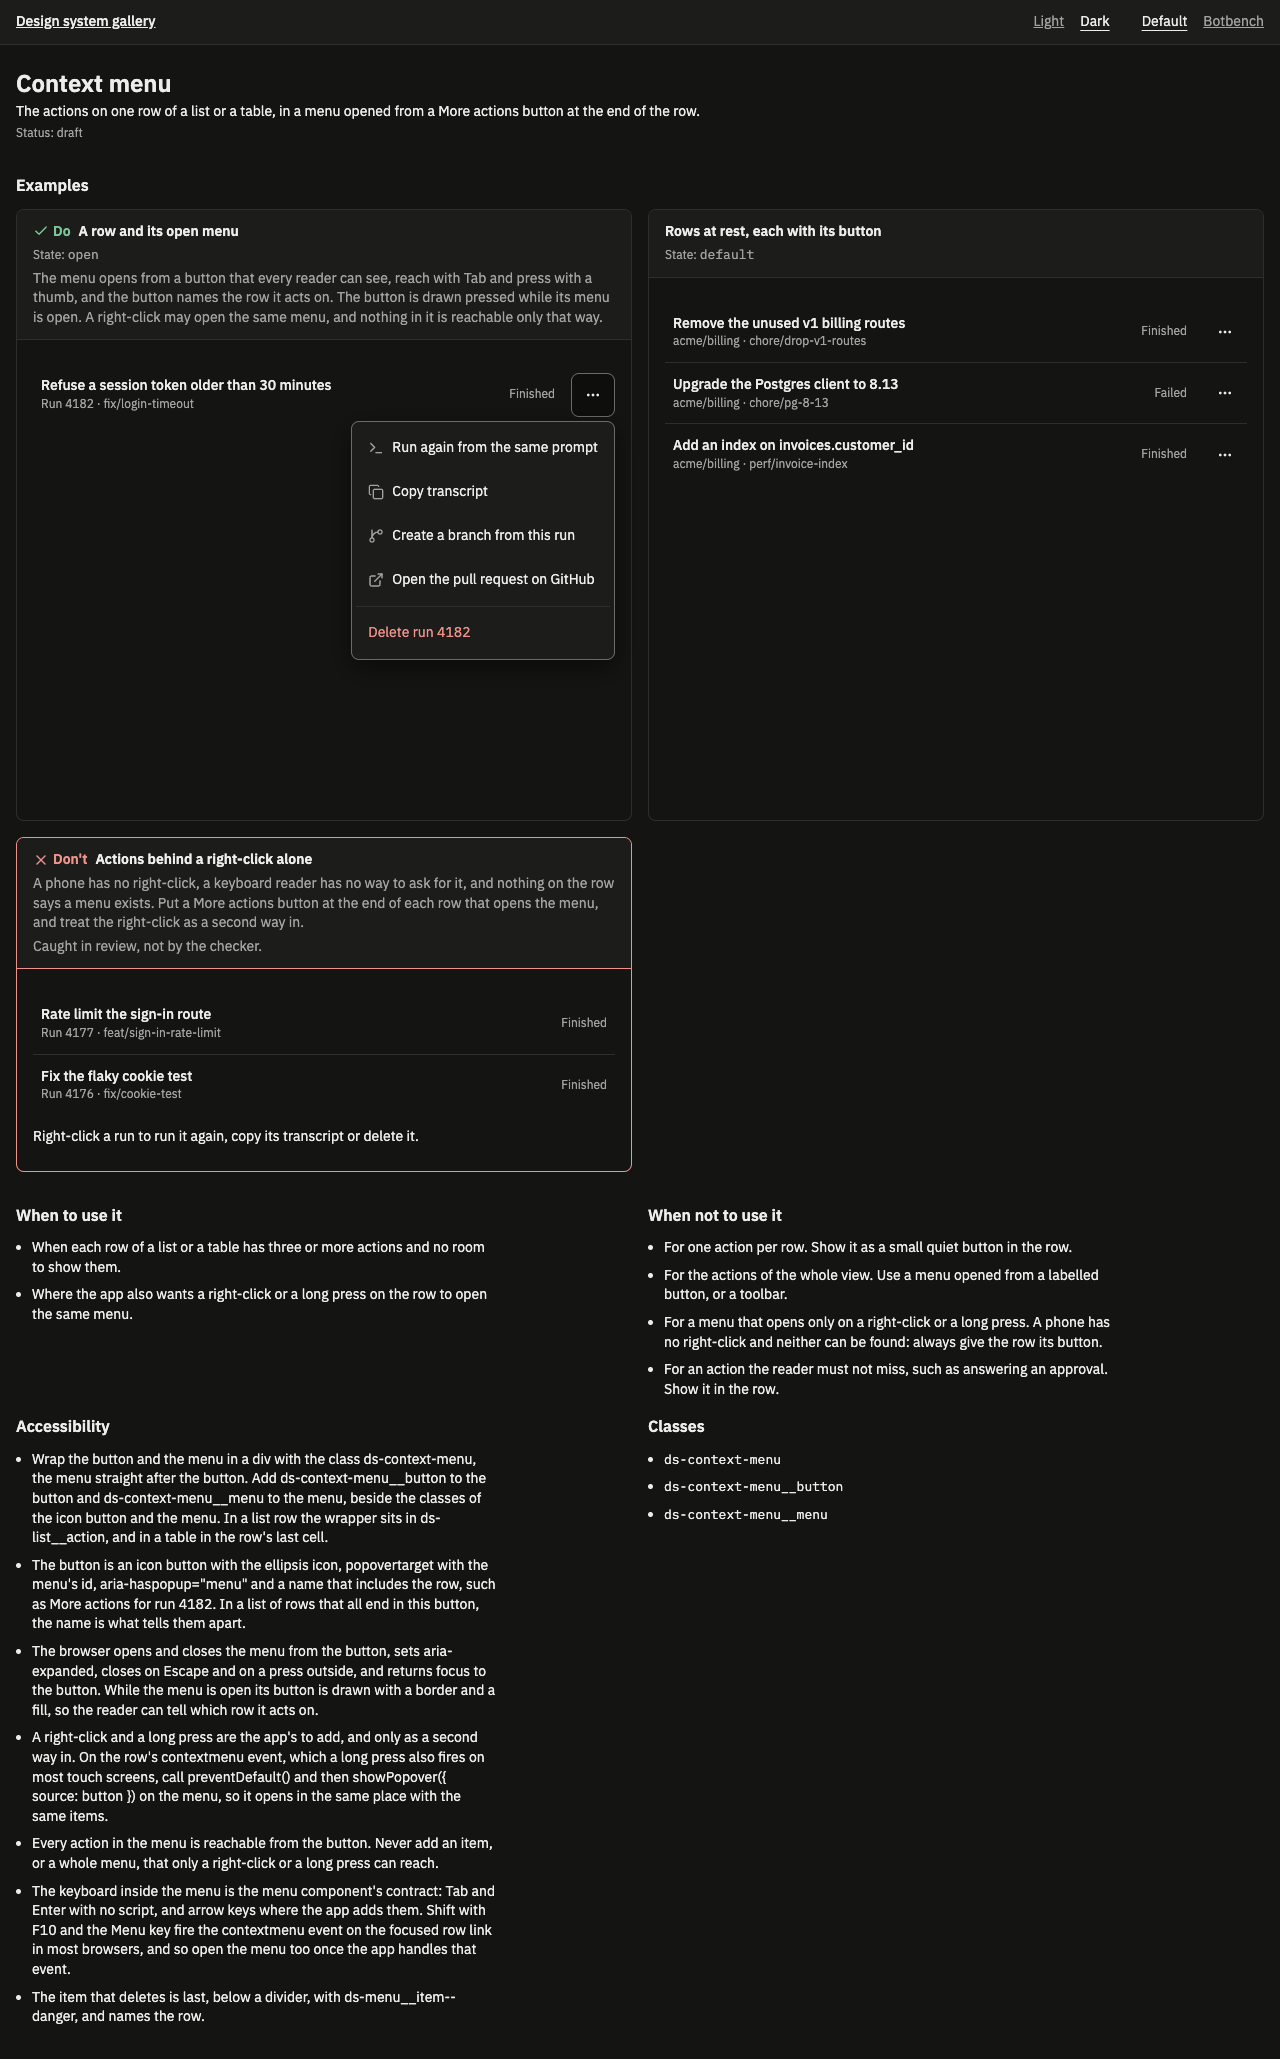 Design system gallery
Light Dark Default Botbench
Context menu
The actions on one row of a list or a table, in a menu opened from a More actions button at the end of the row.
Status: draft
Examples
Do A row and its open menu
State: open
The menu opens from a button that every reader can see, reach with Tab and press with a
thumb, and the button names the row it acts on. The button is drawn pressed while its menu
is open. A right-click may open the same menu, and nothing in it is reachable only that way.
Refuse a session token older than 30 minutes
Run 4182 · fix/login-timeout
Finished
Run again from the same prompt
Copy transcript
Create a branch from this run
Open the pull request on GitHub
Delete run 4182
Rows at rest, each with its button
State: default
Remove the unused v1 billing routes
acme/billing · chore/drop-v1-routes
Finished
Upgrade the Postgres client to 8.13
acme/billing · chore/pg-8-13
Failed
Add an index on invoices.customer_id
acme/billing · perf/invoice-index
Finished
Don't Actions behind a right-click alone
A phone has no right-click, a keyboard reader has no way to ask for it, and nothing on the row
says a menu exists. Put a More actions button at the end of each row that opens the menu,
and treat the right-click as a second way in.
Caught in review, not by the checker.
Rate limit the sign-in route
Run 4177 · feat/sign-in-rate-limit
Finished
Fix the flaky cookie test
Run 4176 · fix/cookie-test
Finished
Right-click a run to run it again, copy its transcript or delete it.
When to use it
When each row of a list or a table has three or more actions and no room
to show them.
Where the app also wants a right-click or a long press on the row to open
the same menu.
When not to use it
For one action per row. Show it as a small quiet button in the row.
For the actions of the whole view. Use a menu opened from a labelled
button, or a toolbar.
For a menu that opens only on a right-click or a long press. A phone has
no right-click and neither can be found: always give the row its button.
For an action the reader must not miss, such as answering an approval.
Show it in the row.
Accessibility
Wrap the button and the menu in a div with the class ds-context-menu,
the menu straight after the button. Add ds-context-menu__button to the
button and ds-context-menu__menu to the menu, beside the classes of
the icon button and the menu. In a list row the wrapper sits in ds-
list__action, and in a table in the row's last cell.
The button is an icon button with the ellipsis icon, popovertarget with the
menu's id, aria-haspopup="menu" and a name that includes the row, such
as More actions for run 4182. In a list of rows that all end in this button,
the name is what tells them apart.
The browser opens and closes the menu from the button, sets aria-
expanded, closes on Escape and on a press outside, and returns focus to
the button. While the menu is open its button is drawn with a border and a
fill, so the reader can tell which row it acts on.
A right-click and a long press are the app's to add, and only as a second
way in. On the row's contextmenu event, which a long press also fires on
most touch screens, call preventDefault() and then showPopover({
source: button }) on the menu, so it opens in the same place with the
same items.
Every action in the menu is reachable from the button. Never add an item,
or a whole menu, that only a right-click or a long press can reach.
The keyboard inside the menu is the menu component's contract: Tab and
Enter with no script, and arrow keys where the app adds them. Shift with
F10 and the Menu key fire the contextmenu event on the focused row link
in most browsers, and so open the menu too once the app handles that
event.
The item that deletes is last, below a divider, with ds-menu__item--
danger, and names the row.
Classes
ds-context-menu
ds-context-menu__button
ds-context-menu__menu